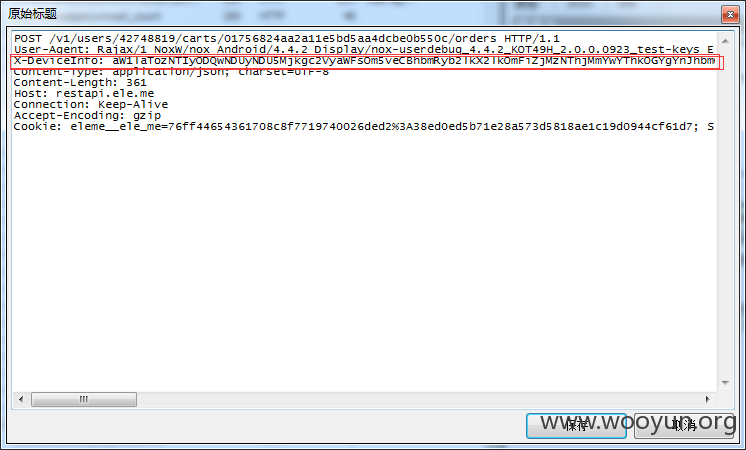 原始标题
POST /v1/users/42748819/carts/01756824aa2a11e5bd5aa4dcbe0b550c/orders HTTP/1.1
User-Agent: Rajax/1 NoxW/nox Android/4.4.2 Display/nox-userdebug_4.4.2_KOT49H_2.0.0.0923_test-keys E
X-DeviceInfo:
Content-Type: application/json; charset=UTF-8
Content-Length: 361
Host: restapi.ele.me
Connection: Keep-Alive
Accept-Encoding: gzip
Cookie: eleme__ele_me=76ff44654361708c8f7719740026ded2%3A38ed0ed5b71e28a573d5818ae1c19d0944cf61d7; S
保存 取消
www.wooyun.org